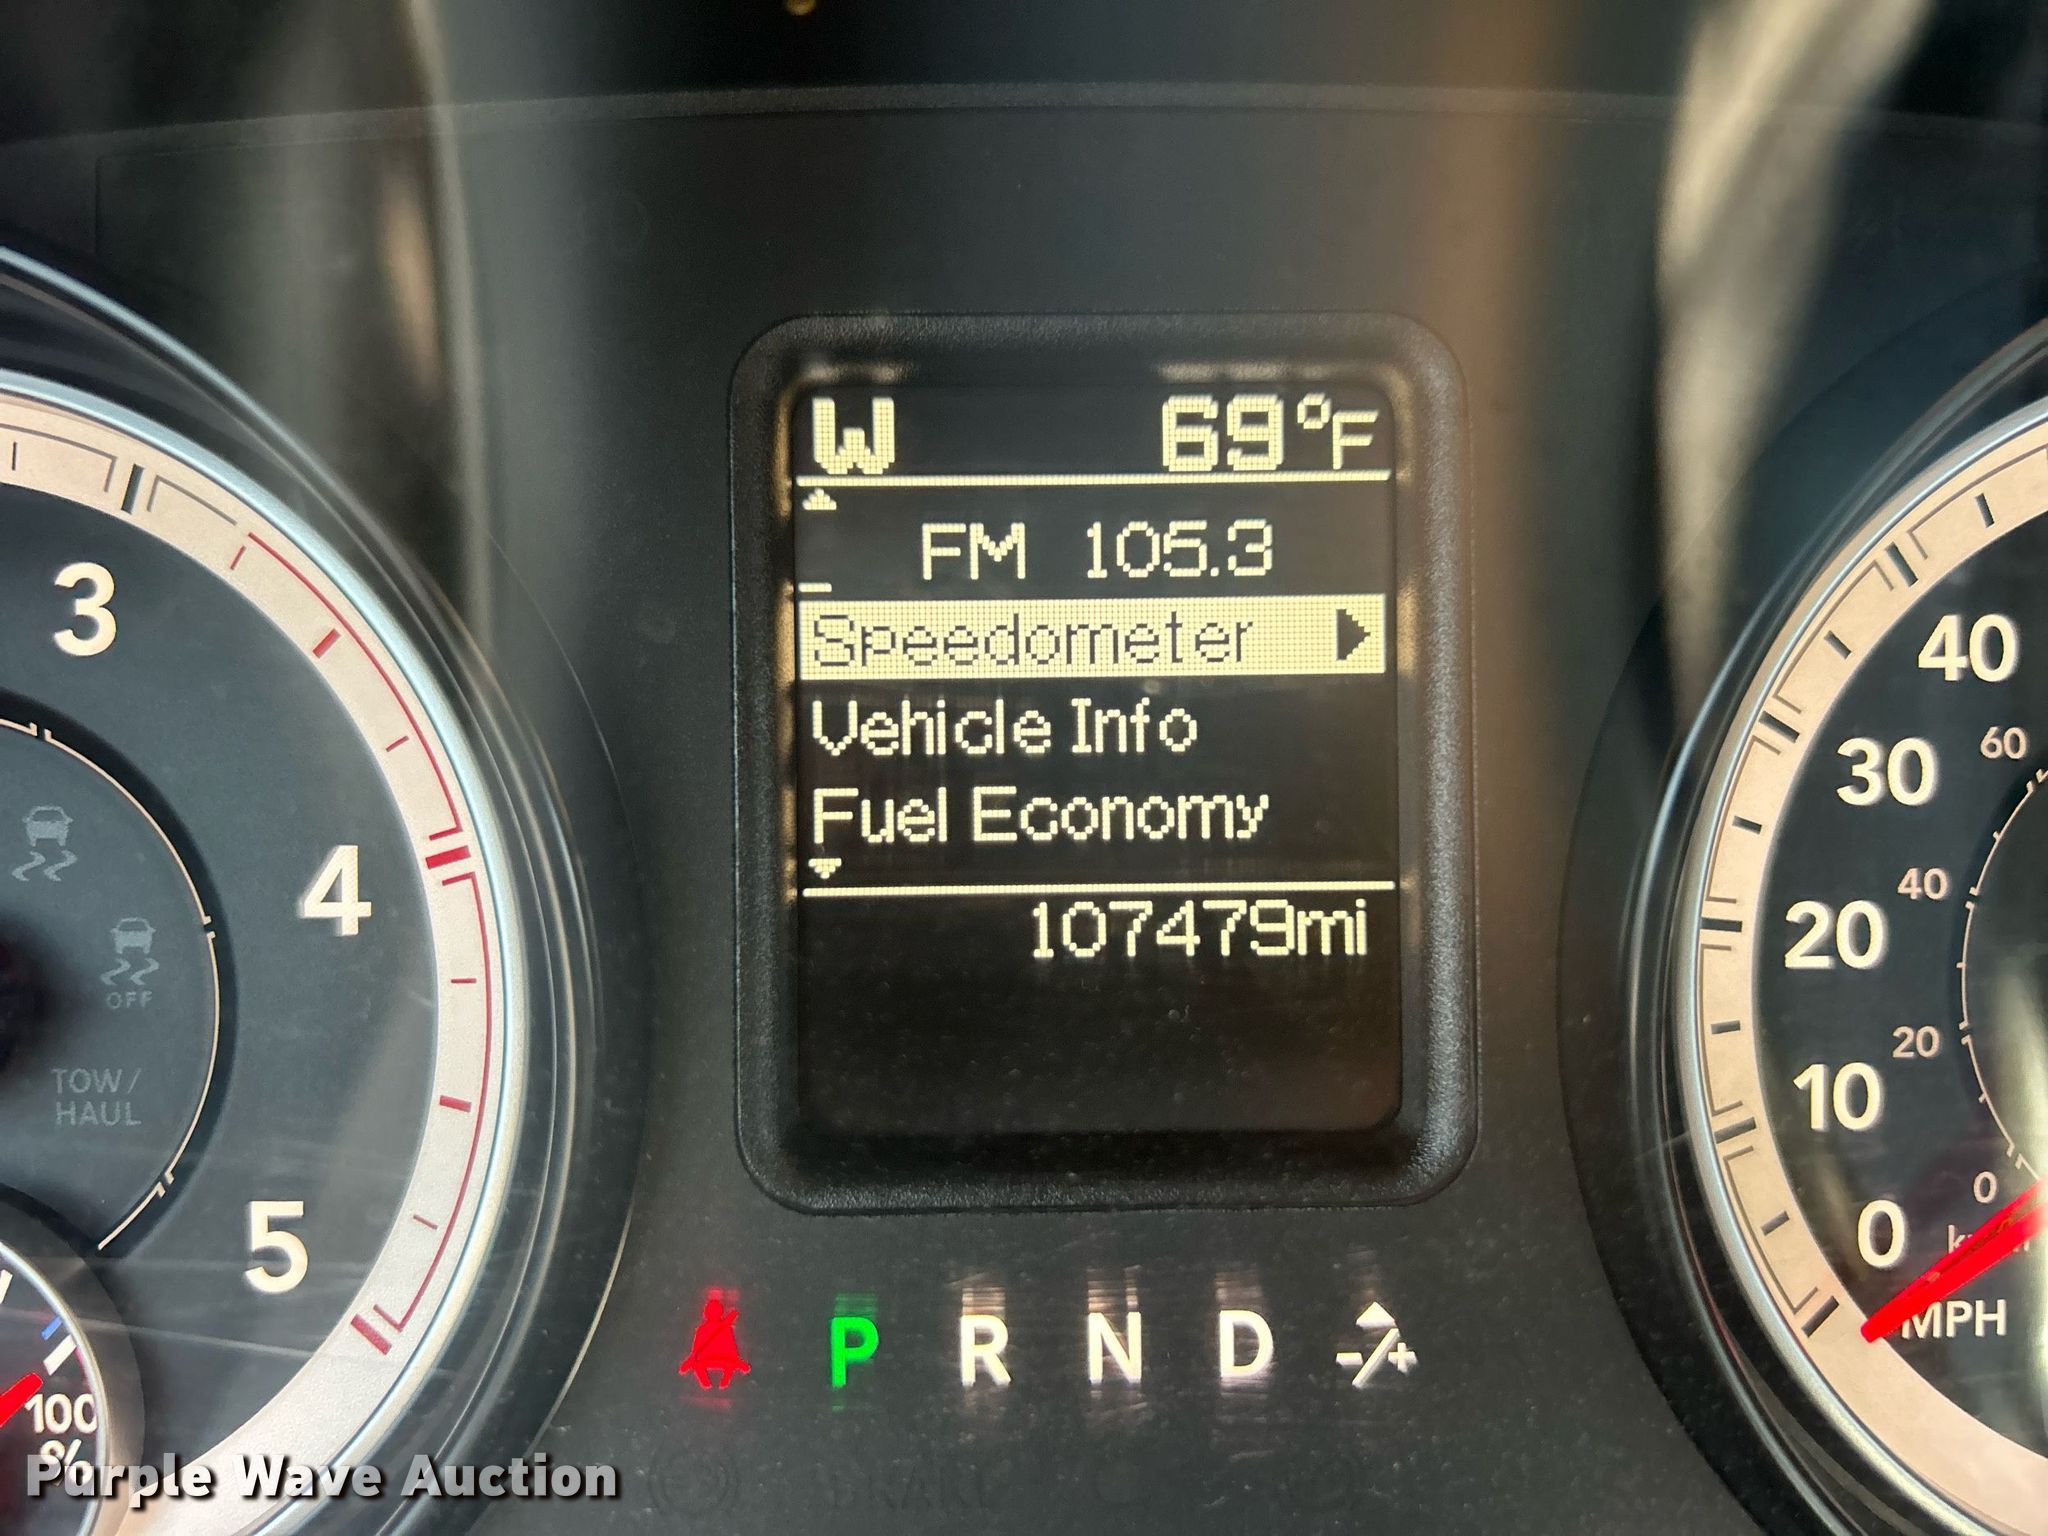 W 69°F
FM 105.3
Speedometer
Vehicle Info
Fuel Economy
107479mi
3
4
5
OFF
TOW/
HAUL
100
%
P R N D -/+
40
30
20
10
0
MPH
60
40
20
0
Purple Wave Auction